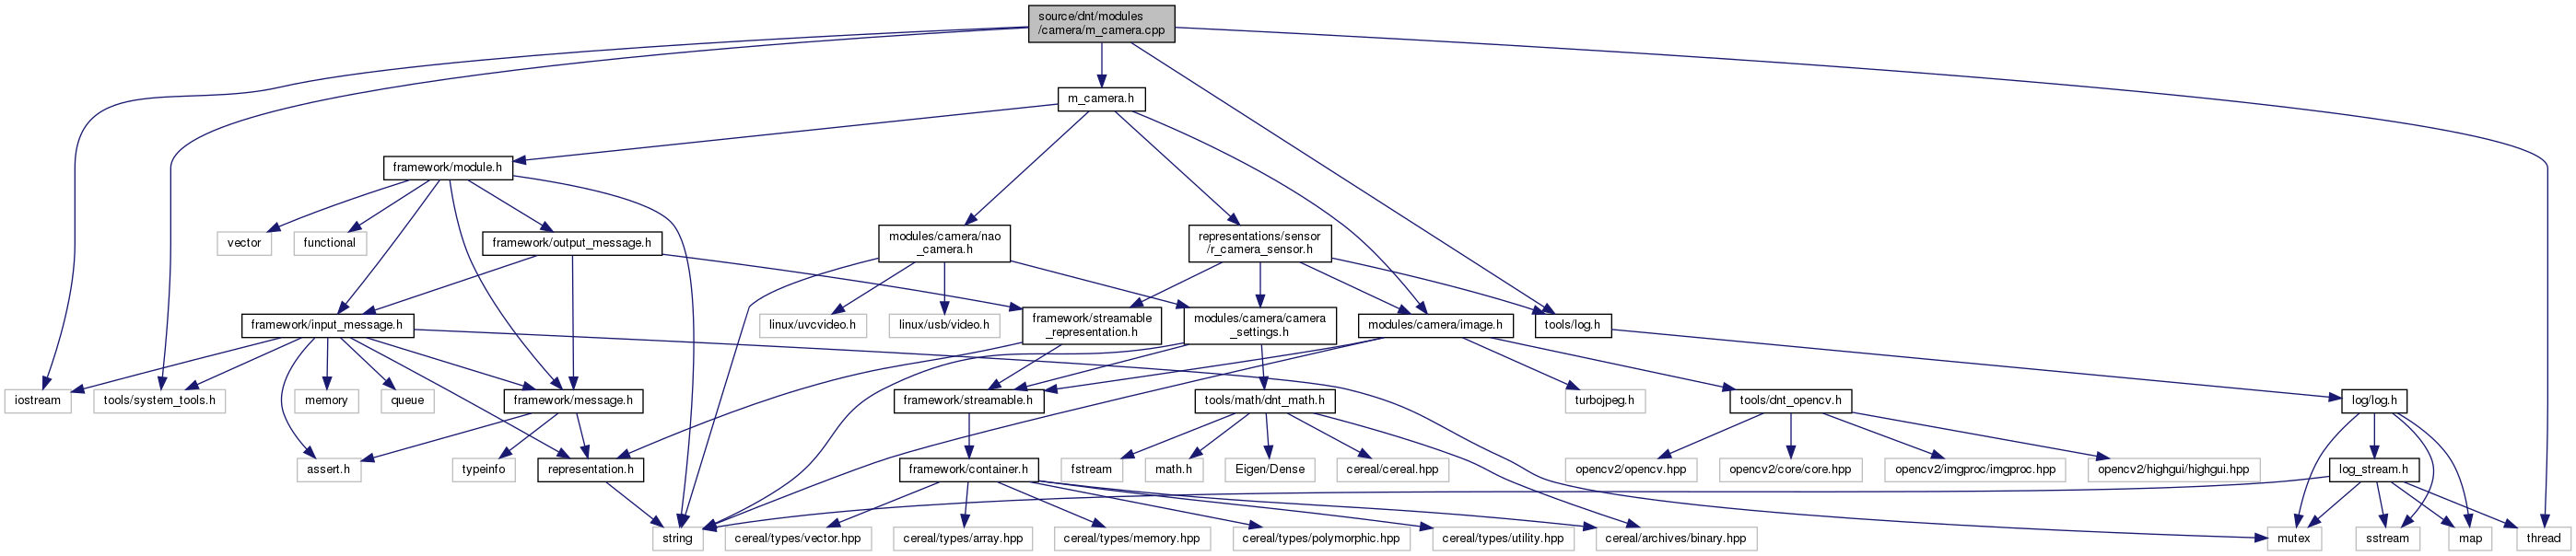 source/dnt/modules
/camera/m_camera.cpp
m_camera.h
framework/module.h
vector
functional
framework/output_message.h
modules/camera/nao
_camera.h
representations/sensor
/r_camera_sensor.h
framework/input_message.h
linux/uvcvideo.h
linux/usb/video.h
framework/streamable
_representation.h
modules/camera/camera
_settings.h
modules/camera/image.h
tools/log.h
iostream
tools/system_tools.h
memory
queue
framework/message.h
framework/streamable.h
tools/math/dnt_math.h
turbojpeg.h
tools/dnt_opencv.h
log/log.h
assert.h
typeinfo
representation.h
framework/container.h
fstream
math.h
Eigen/Dense
cereal/cereal.hpp
opencv2/opencv.hpp
opencv2/core/core.hpp
opencv2/imgproc/imgproc.hpp
opencv2/highgui/highgui.hpp
log_stream.h
string
cereal/types/vector.hpp
cereal/types/array.hpp
cereal/types/memory.hpp
cereal/types/polymorphic.hpp
cereal/types/utility.hpp
cereal/archives/binary.hpp
mutex
sstream
map
thread